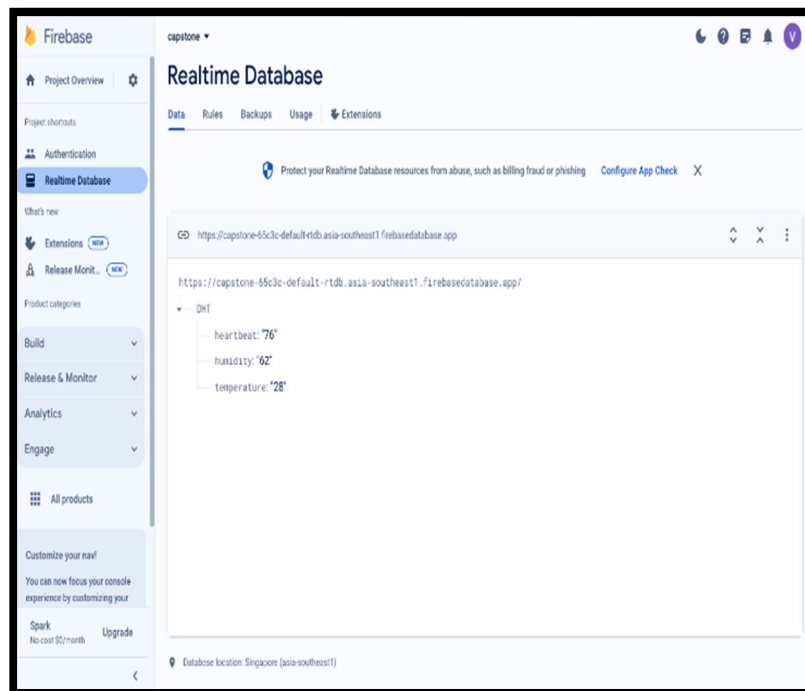 Firebase
Project Overview
Project shortcuts
Authentication
Realtime Database
What's new
Extensions NEW
Release Monit... NEW
Product categories
Build
Release & Monitor
Analytics
Engage
All products
Customize your nav!
You can now focus your console
experience by customizing your
Spark
No-cost $0/month
Upgrade
capstone
V
Realtime Database
Data Rules Backups Usage Extensions
Protect your Realtime Database resources from abuse, such as billing fraud or phishing Configure App Check
https://capstone-65c3c-default-rtdb.asia-southeast1.firebasedatabase.app
https://capstone-65c3c-default-rtdb.asia-southeast1.firebasedatabase.app/
DHT
heartbeat: "76"
humidity: "62"
temperature: "28"
Database location: Singapore (asia-southeast1)